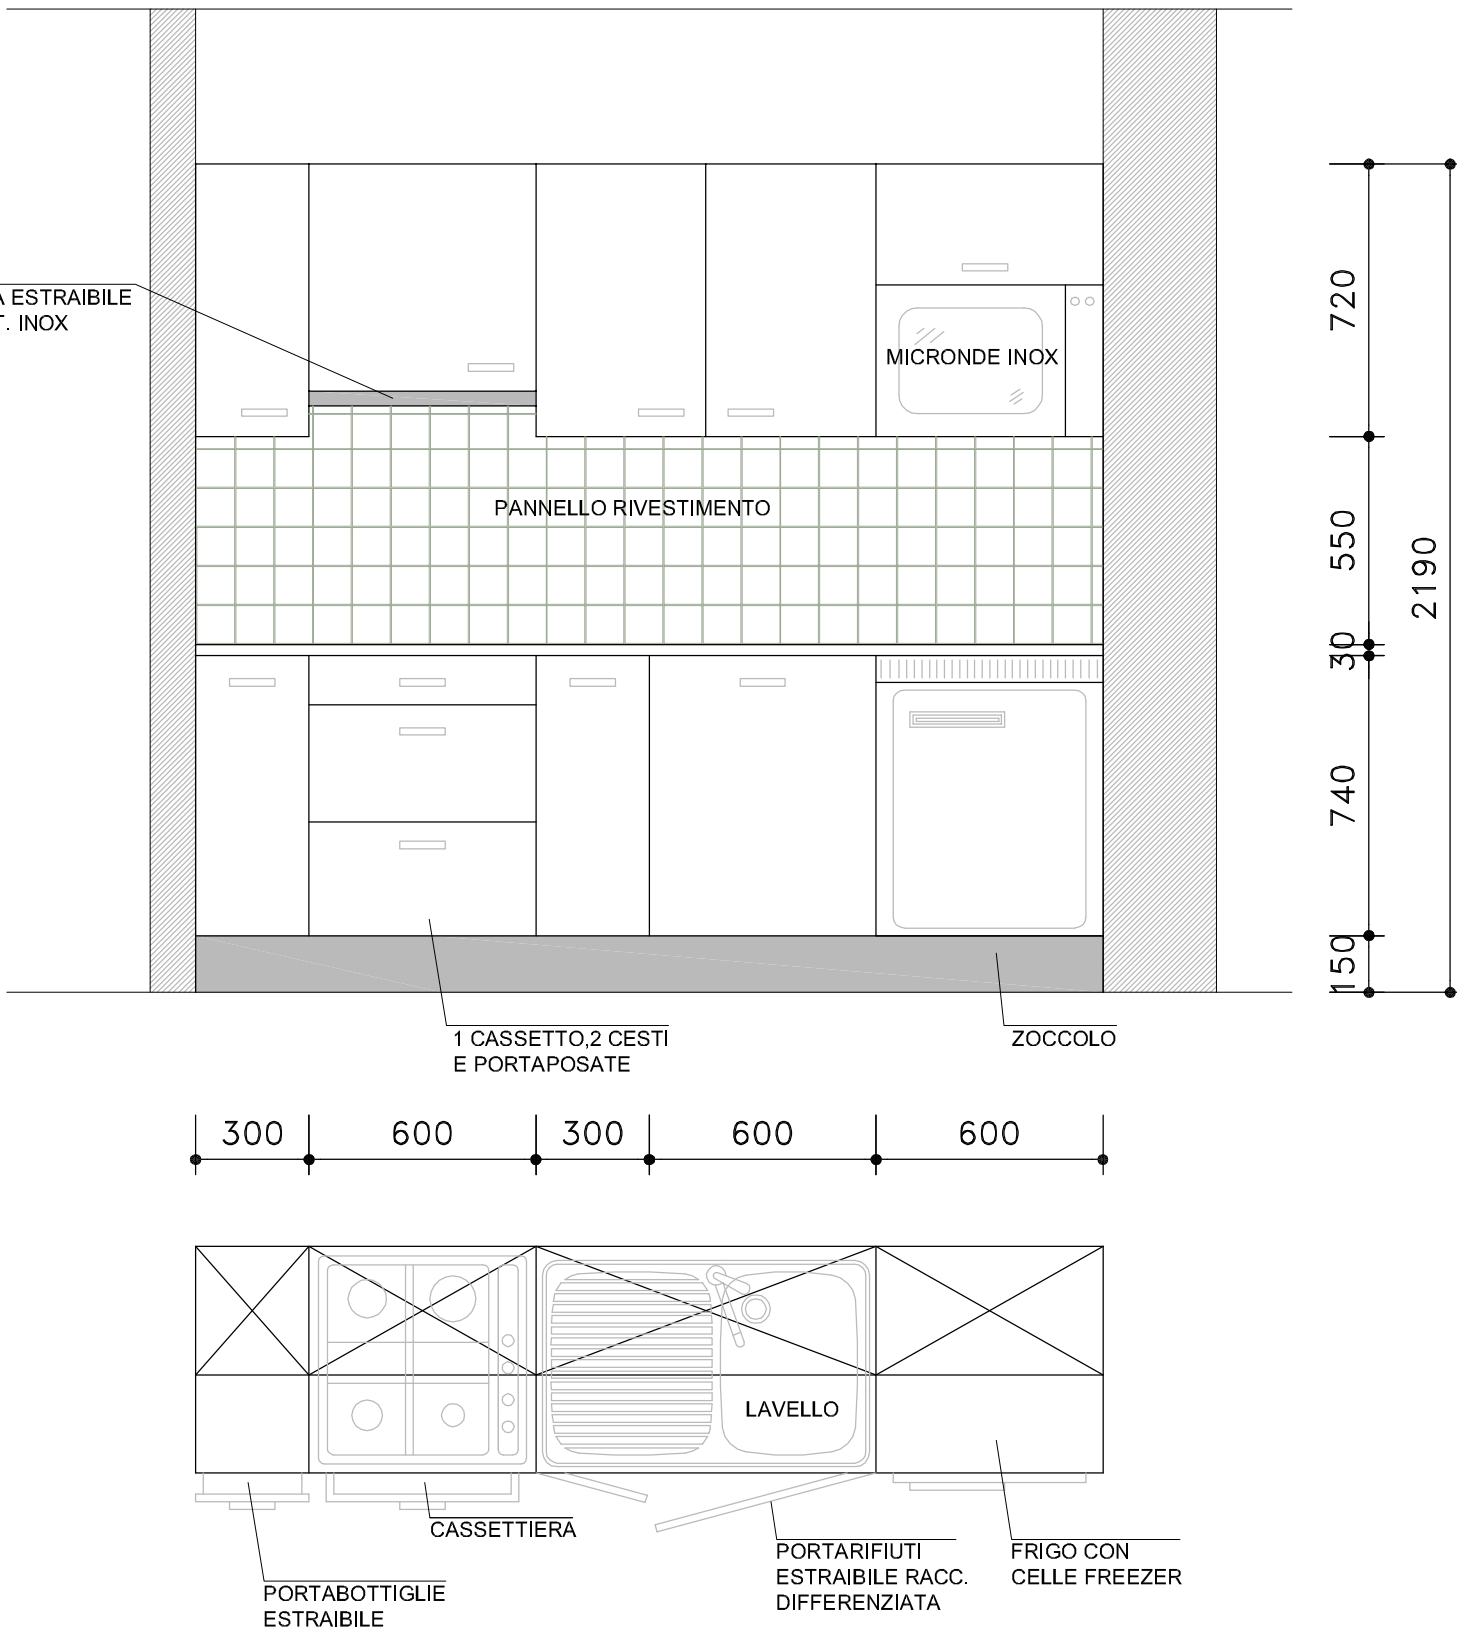 A ESTRAIBILE
T. INOX
MICRONDE INOX
PANNELLO RIVESTIMENTO
720
550
30
740
150
2190
1 CASSETTO,2 CESTI
E PORTAPOSATE
ZOCCOLO
300 600 300 600 600
LAVELLO
CASSETTIERA
PORTABOTTIGLIE
ESTRAIBILE
PORTARIFIUTI
ESTRAIBILE RACC.
DIFFERENZIATA
FRIGO CON
CELLE FREEZER